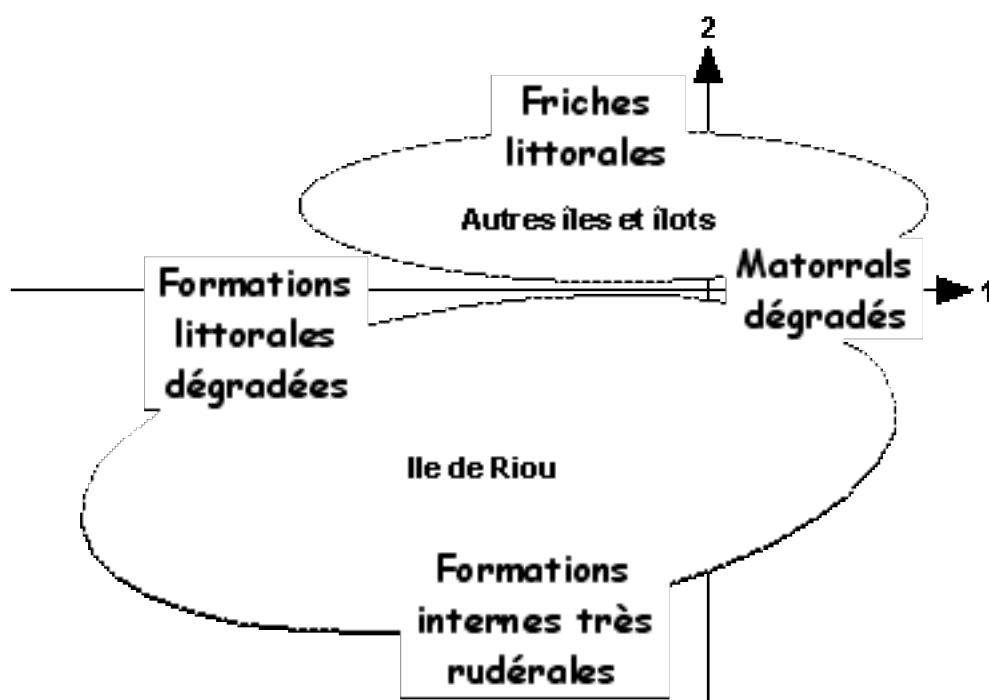 2
Friches
littorales
Autres îles et îlots
Matorrals
dégradés
1
Formations
littorales
dégradées
Ile de Riou
Formations
internes très
rudérales